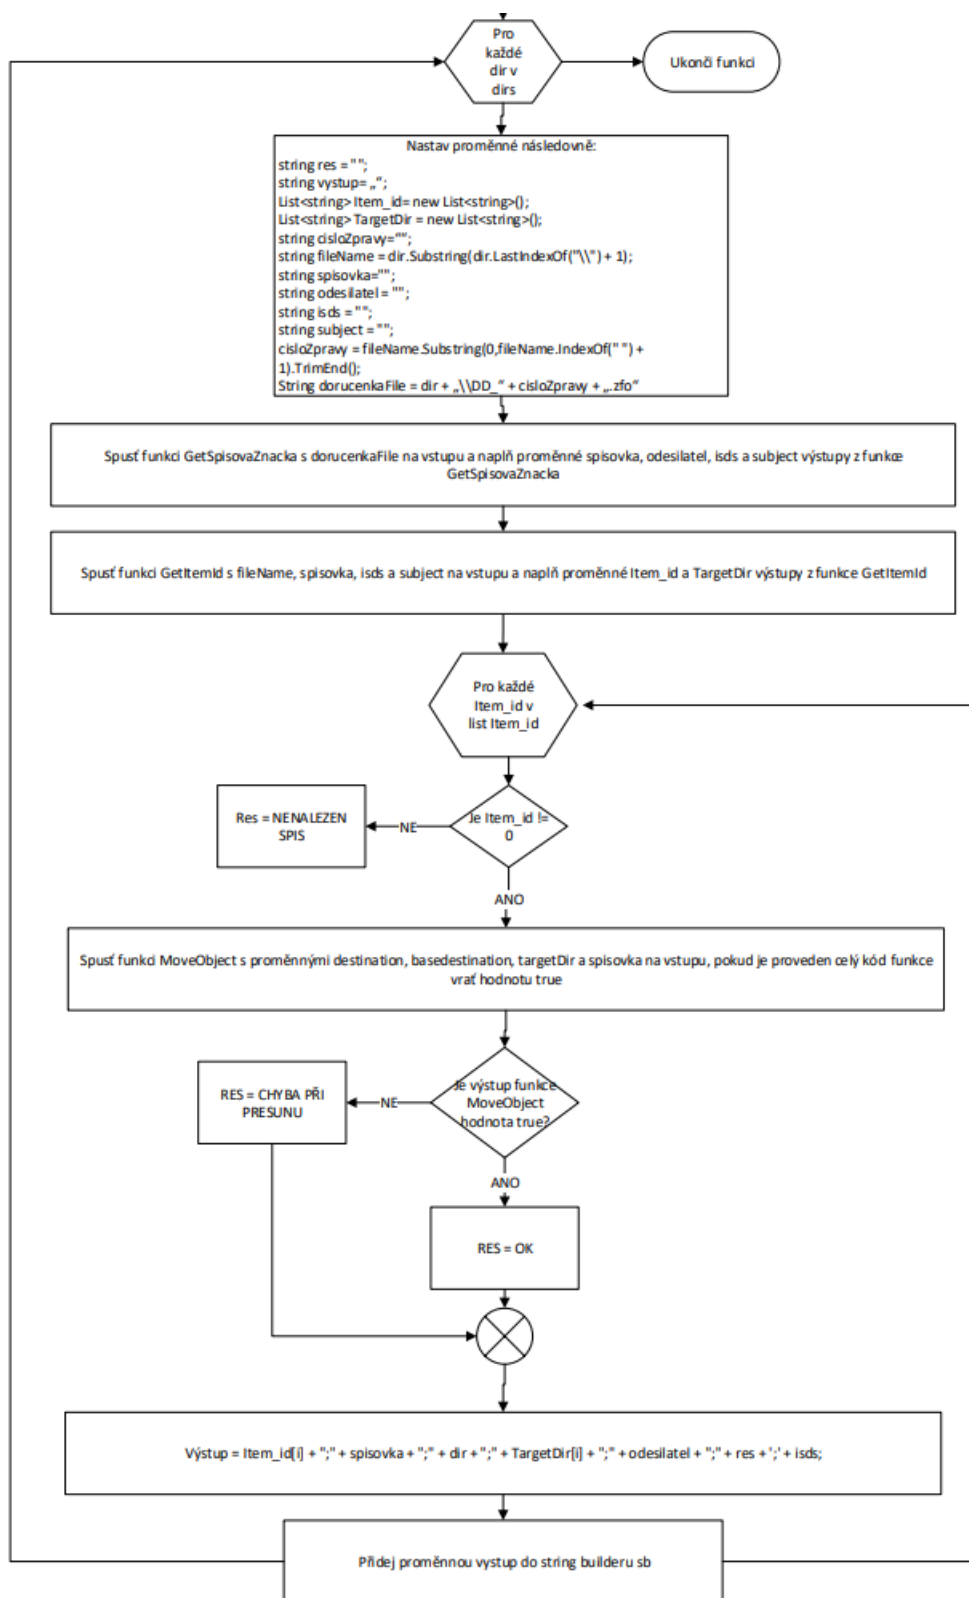 Pro
každé
dir v
dirs
Ukonči funkci
Nastav proměnné následovně:
string res = "";
string vystup= „";
List<string> Item_id= new List<string>();
List<string> TargetDir = new List<string>();
string cisloZpravy="";
string fileName = dir.Substring(dir.LastIndexOf("\\") + 1);
string spisovka="";
string odesilatel = "";
string isds = "";
string subject = "";
cisloZpravy = fileName.Substring(0,fileName.IndexOf(" ") +
1).TrimEnd();
String dorucenkaFile = dir + „\\DD_“ + cisloZpravy + „.zfo“
Spusť funkci GetSpisovaZnacka s dorucenkaFile na vstupu a naplň proměnné spisovka, odesilatel, isds a subject výstupy z funkce
GetSpisovaZnacka
Spusť funkci GetItemId s fileName, spisovka, isds a subject na vstupu a naplň proměnné Item_id a TargetDir výstupy z funkce GetItemId
Pro každé
Item_id v
list Item_id
Je Item_id !=
0
NE
Res = NENALEZEN
SPIS
ANO
Spusť funkci MoveObject s proměnnými destination, basedestination, targetDir a spisovka na vstupu, pokud je proveden celý kód funkce
vrať hodnotu true
Je výstup funkce
MoveObject
hodnota true?
NE
RES = CHYBA PŘI
PRESUNU
ANO
RES = OK
Výstup = Item_id[i] + ";" + spisovka + ";" + dir + ";" + TargetDir[i] + ";" + odesilatel + ";" + res + ';' + isds;
Přidej proměnnou vystup do string builderu sb